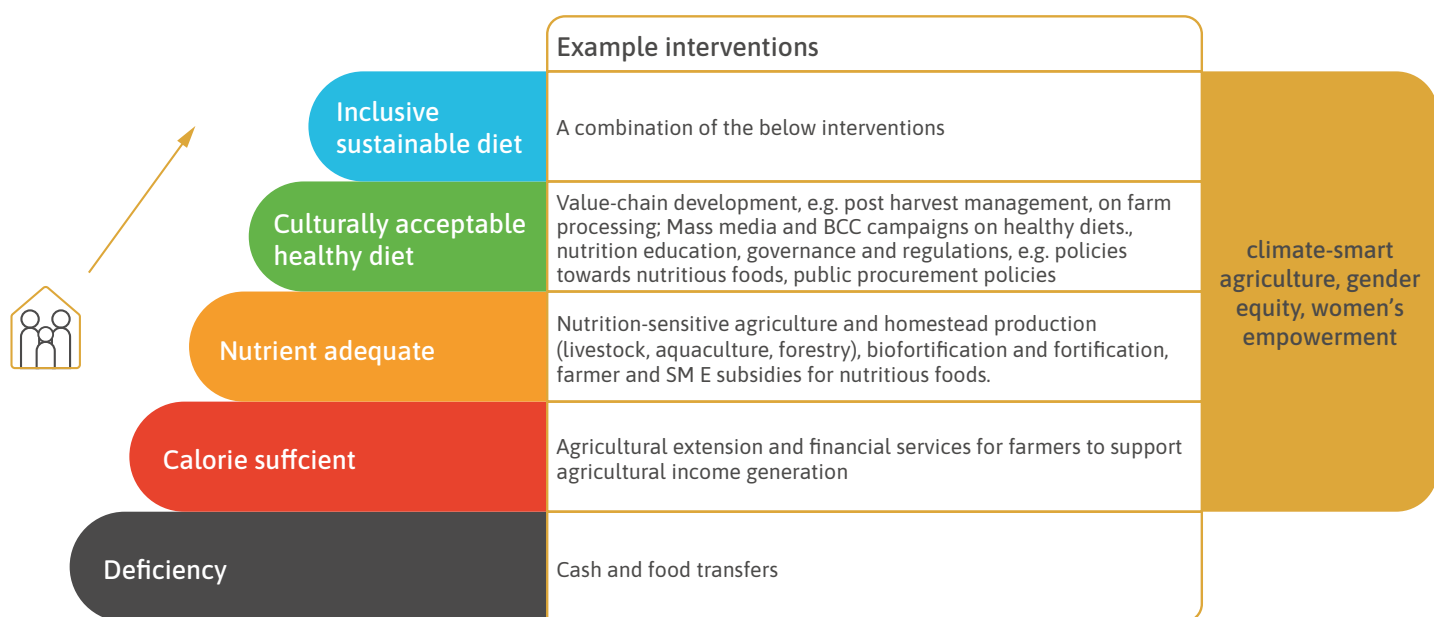 Example interventions
Inclusive
sustainable diet
A combination of the below interventions
Culturally acceptable
healthy diet
Value-chain development, e.g. post harvest management, on farm
processing; Mass media and BCC campaigns on healthy diets.,
nutrition education, governance and regulations, e.g. policies
towards nutritious foods, public procurement policies
Nutrient adequate
Nutrition-sensitive agriculture and homestead production
(livestock, aquaculture, forestry), biofortification and fortification,
farmer and SM E subsidies for nutritious foods.
Calorie suffcient
Agricultural extension and financial services for farmers to support
agricultural income generation
Deficiency
Cash and food transfers
climate-smart
agriculture, gender
equity, women's
empowerment